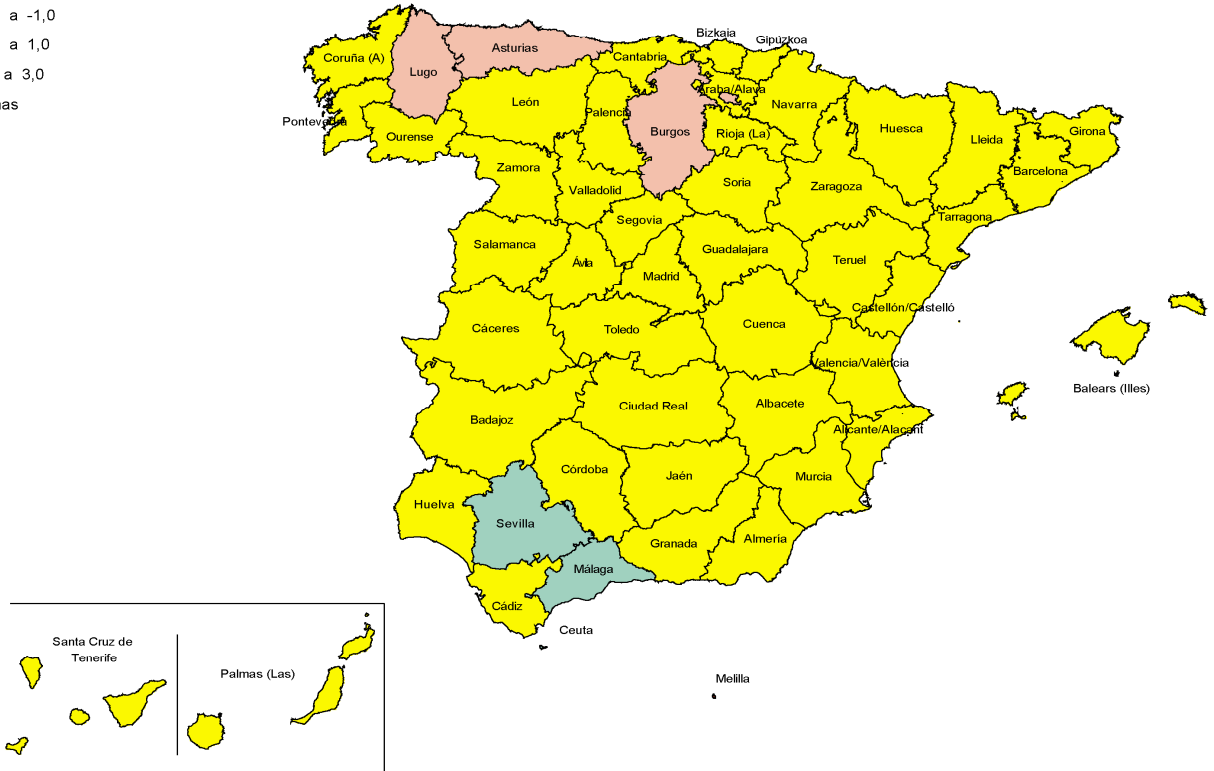 a -1,0
a 1,0
a 3,0
Bizkaia
Gipúzkoa
Asturias
Cantabria
Coruña (A)
Lugo
Araba/Alava
León
Palencia
Navarra
Pontevedra
Ourense
Burgos
Rioja (La)
Huesca
Girona
Lleida
Zamora
Barcelona
Valladolid
Soria
Zaragoza
Segovia
Tarragona
Salamanca
Guadalajara
Ávila
Madrid
Teruel
Castellón/Castelló
Cáceres
Toledo
Cuenca
Valencia/València
Balears (Illes)
Badajoz
Ciudad Real
Albacete
Alicante/Alacant
Córdoba
Jaén
Murcia
Huelva
Sevilla
Granada
Almería
Málaga
Cádiz
Ceuta
Santa Cruz de
Tenerife
Palmas (Las)
Melilla